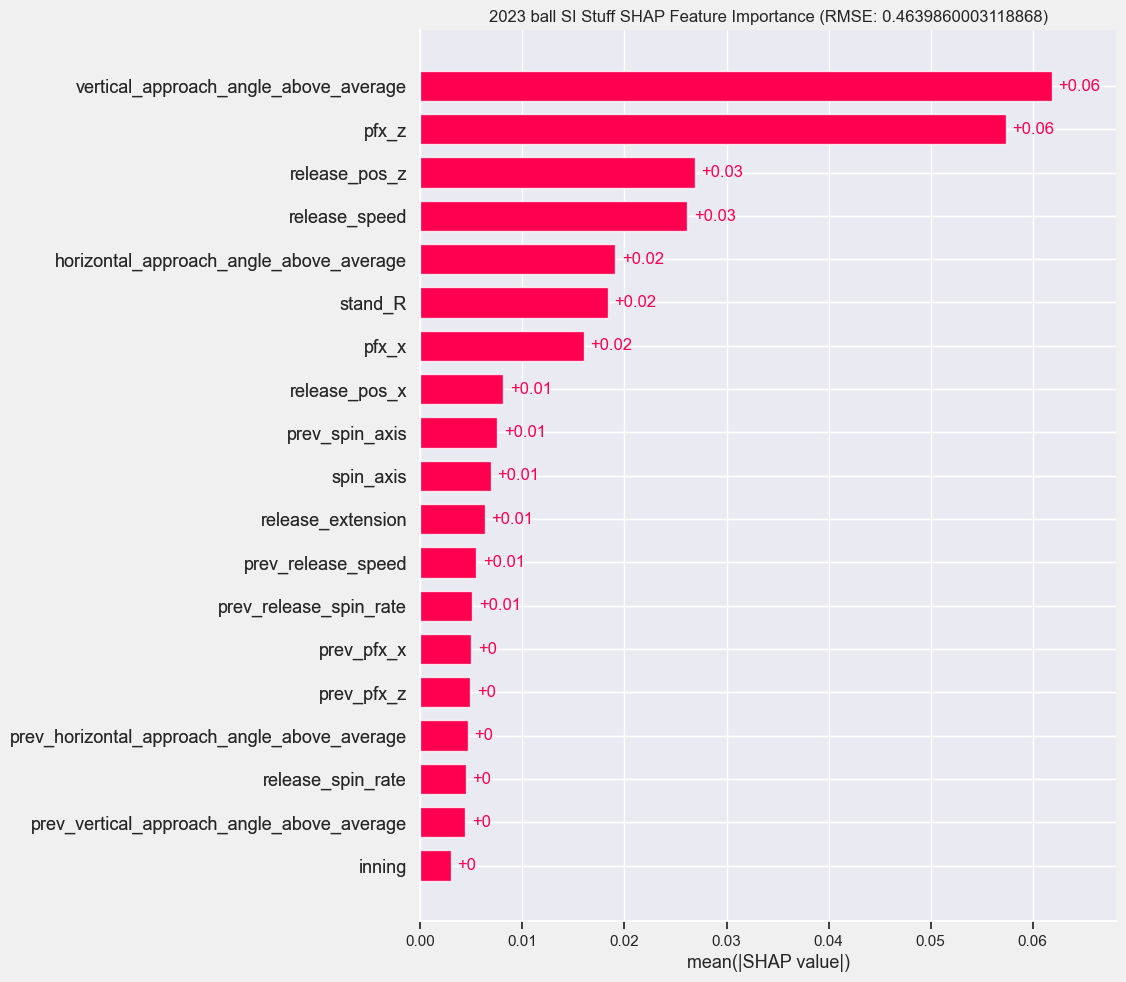 2023 ball SI Stuff SHAP Feature Importance (RMSE: 0.4639860003118868)
vertical_approach_angle_above_average +0.06
pfx_z +0.06
release_pos_z +0.03
release_speed +0.03
horizontal_approach_angle_above_average +0.02
stand_R +0.02
pfx_x +0.02
release_pos_x +0.01
prev_spin_axis +0.01
spin_axis +0.01
release_extension +0.01
prev_release_speed +0.01
prev_release_spin_rate +0.01
prev_pfx_x +0
prev_pfx_z +0
prev_horizontal_approach_angle_above_average +0
release_spin_rate +0
prev_vertical_approach_angle_above_average +0
inning +0
0.00 0.01 0.02 0.03 0.04 0.05 0.06
mean(|SHAP value|)